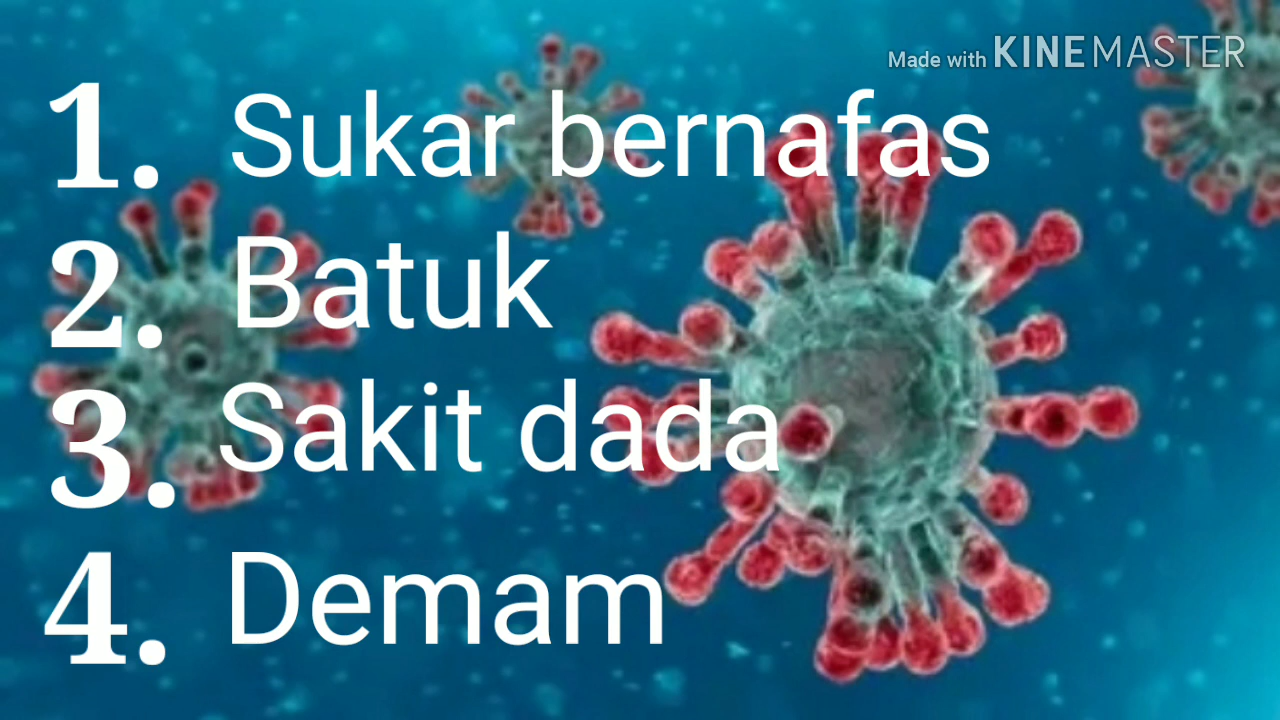 Made with KINEMASTER
1. Sukar bernafas
2. Batuk
3. Sakit dada
4. Demam